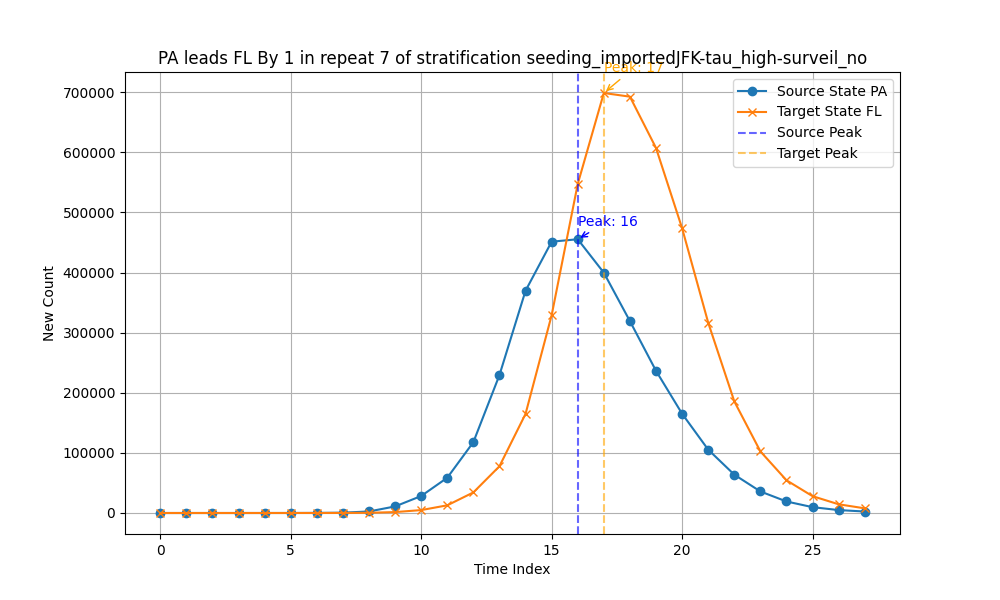 PA leads FL By 1 in repeat 7 of stratification seeding_importedJFK-tau_high-surveil_no
Peak: 17
Source State PA
Target State FL
Source Peak
Target Peak
Peak: 16
700000
600000
500000
400000
300000
200000
100000
0
New Count
0
5
10
15
20
25
Time Index